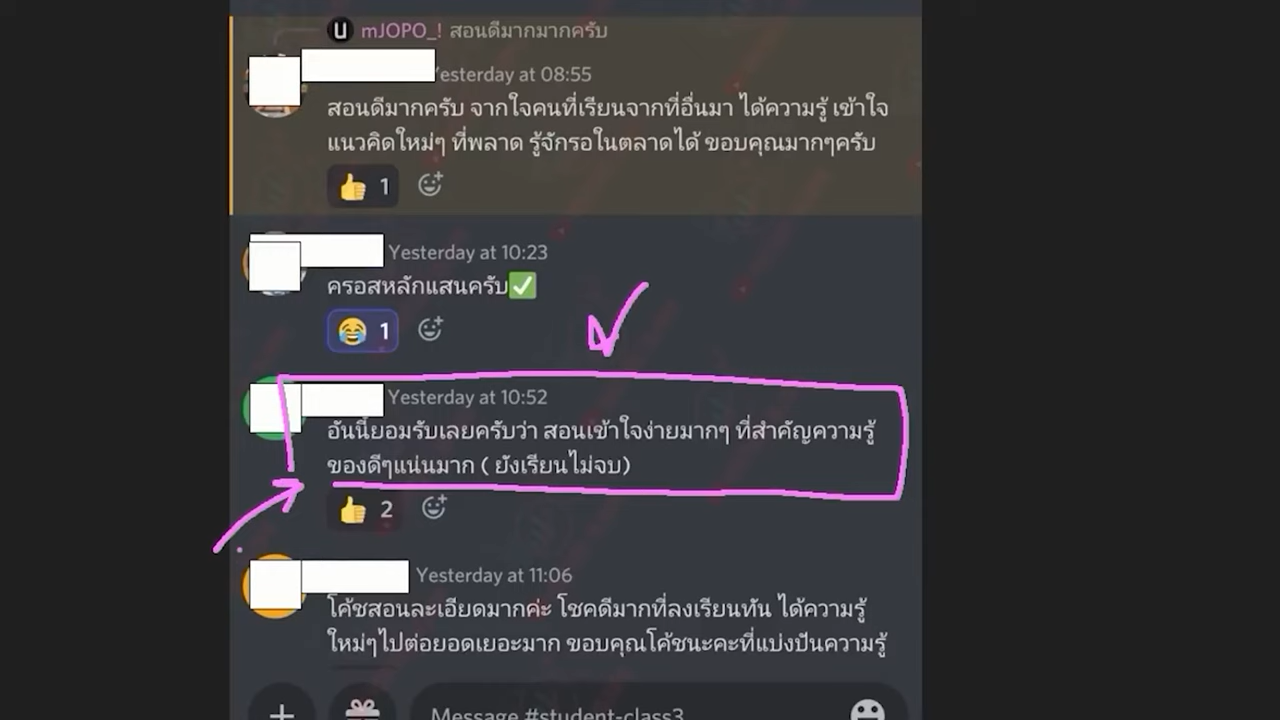 U mJOPO_! สอนดีมากมากครับ
Yesterday at 08:55
สอนดีมากครับ จากใจคนที่เรียนจากที่อื่นมา ได้ความรู้ เข้าใจ
แนวคิดใหม่ๆ ที่พลาด รู้จักรอในตลาดได้ ขอบคุณมากๆครับ
1
Yesterday at 10:23
ครอสหลักแสนครับ
1
Yesterday at 10:52
อันนี้ยอมรับเลยครับว่า สอนเข้าใจง่ายมากๆ ที่สำคัญความรู้
ของดีๆแน่นมาก ( ยังเรียนไม่จบ)
2
Yesterday at 11:06
โค้ชสอนละเอียดมากค่ะ โชคดีมากที่ลงเรียนทัน ได้ความรู้
ใหม่ๆไปต่อยอดเยอะมาก ขอบคุณโค้ชนะคะที่แบ่งปันความรู้
Message #student-class3